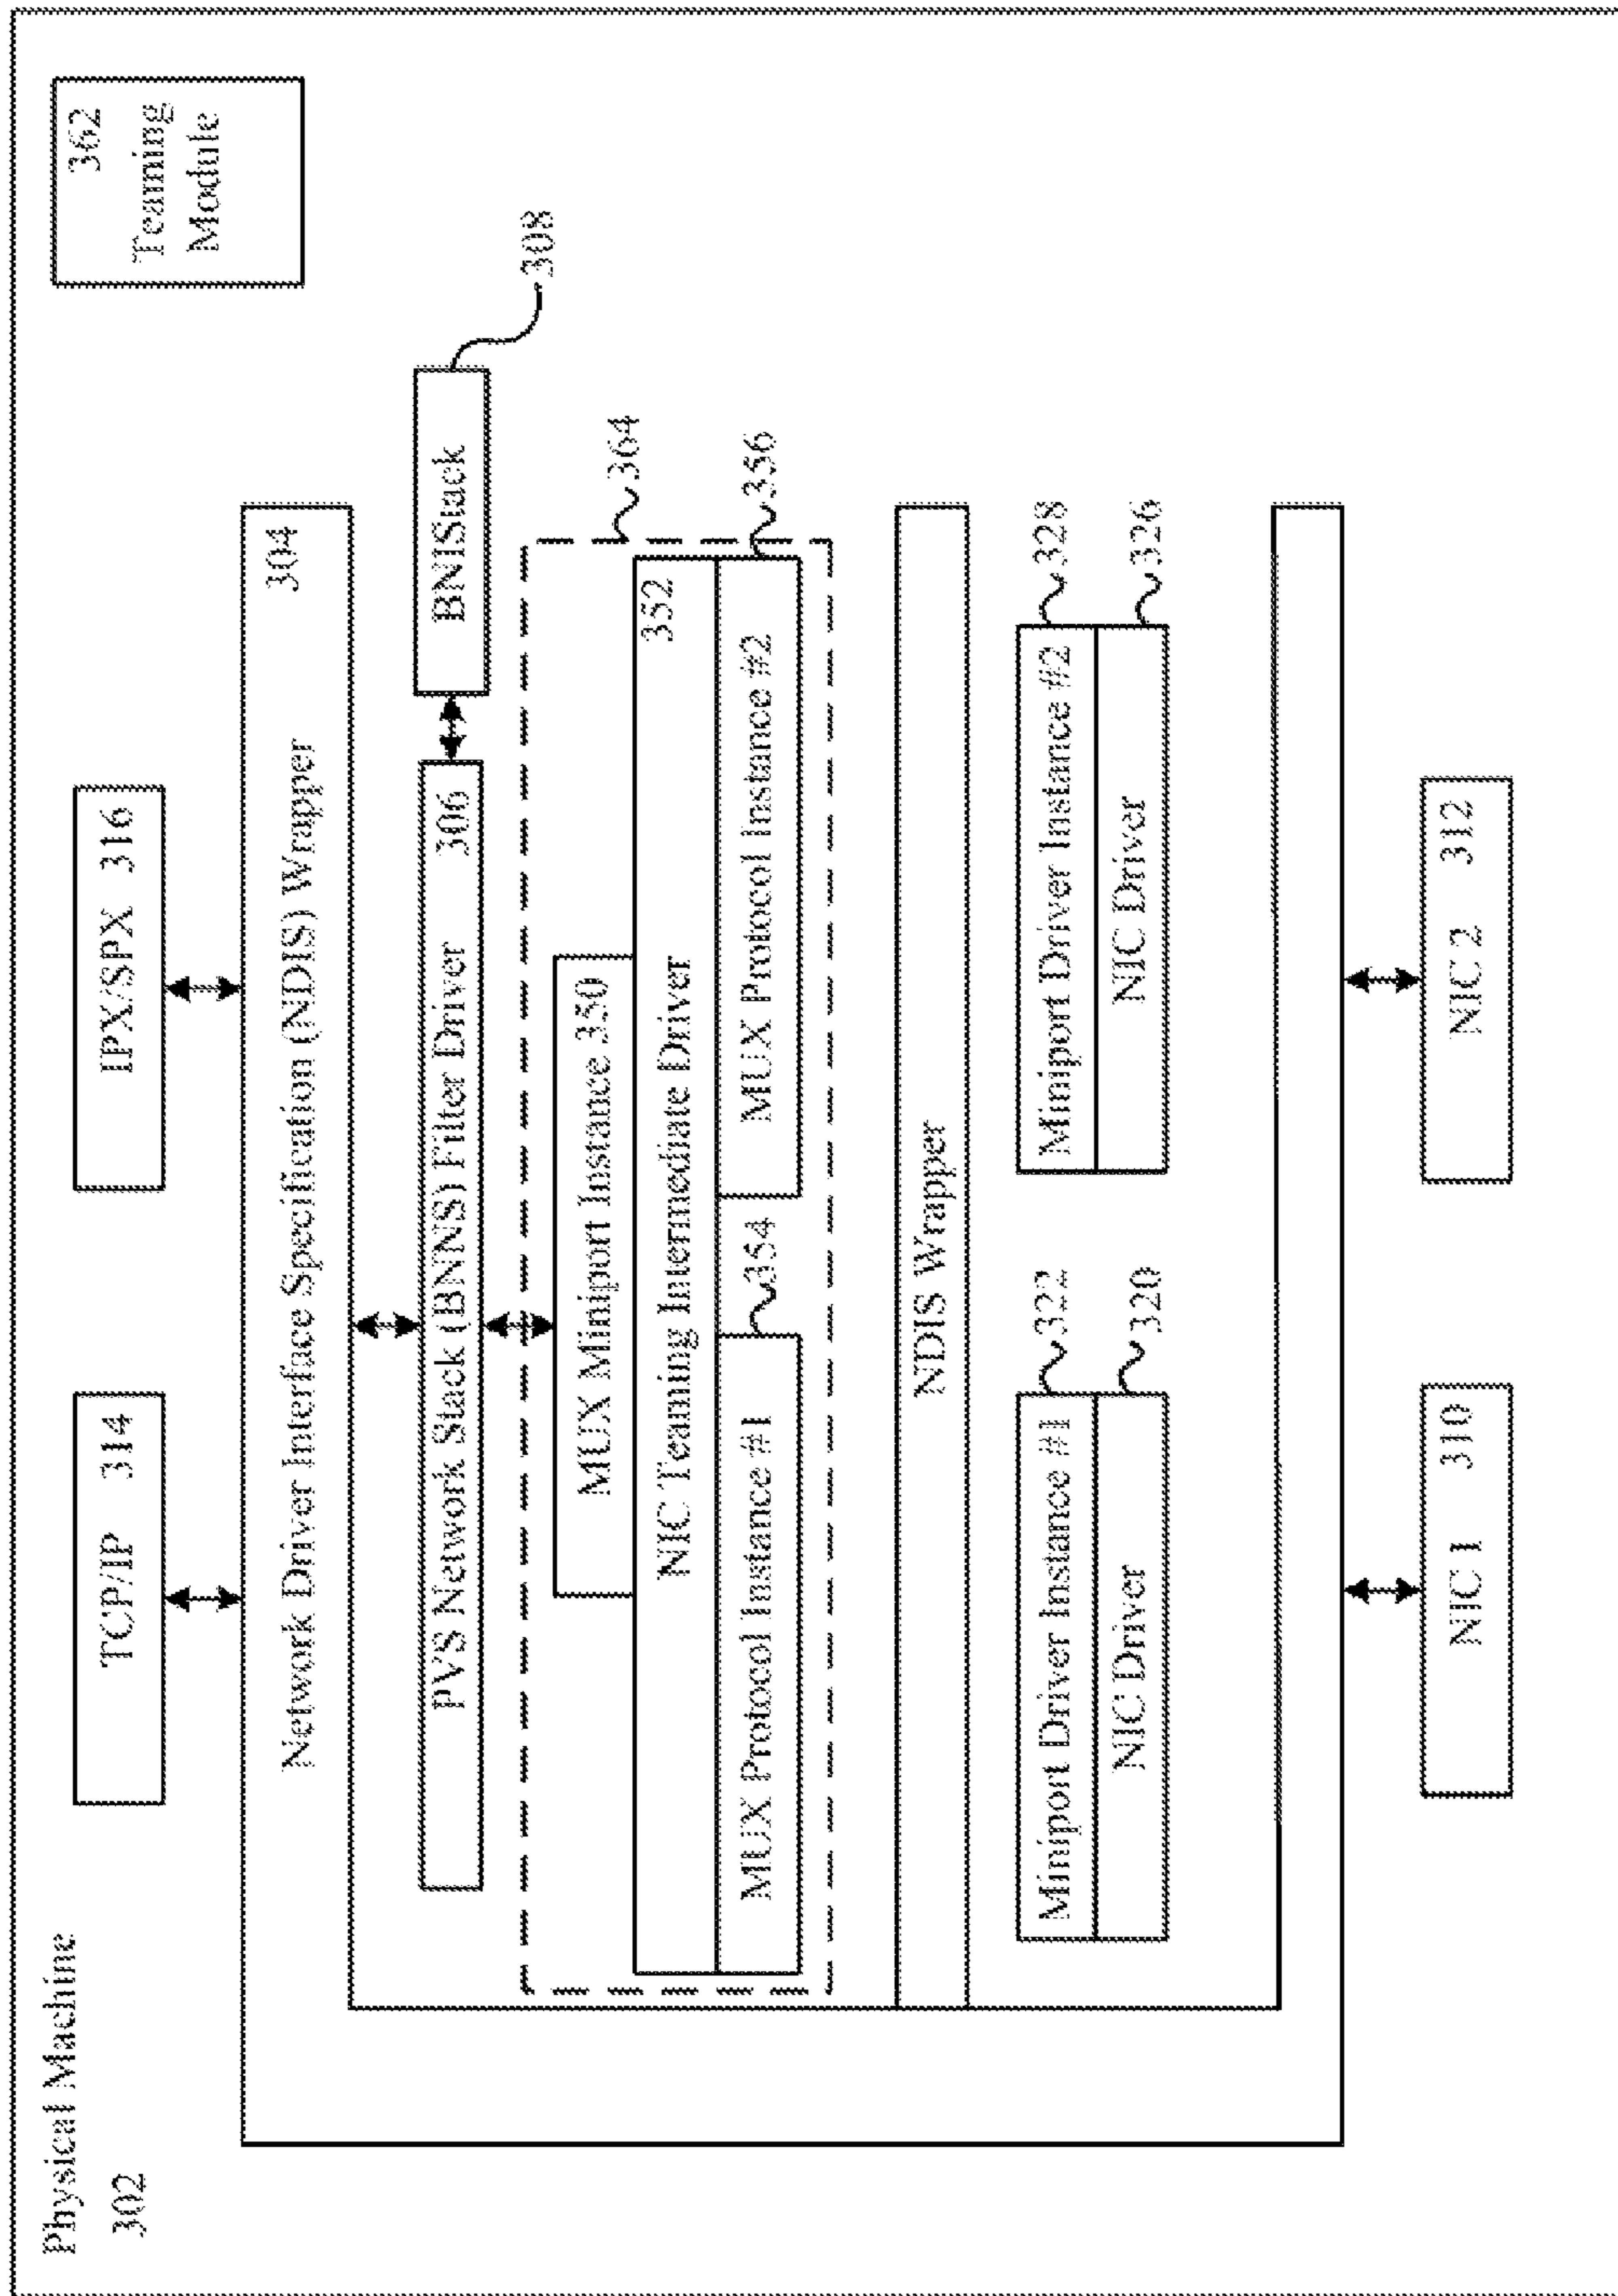 Physical Machine
302
TCP/IP 314
IPX/SPX 316
362
Teaming
Module
Network Driver Interface Specification (NDIS) Wrapper
304
PVS Network Stack (BNNS) Filter Driver 306
BNIStack
308
364
MUX Miniport Instance 350
NIC Teaming Intermediate Driver
352
MUX Protocol Instance #1
354
MUX Protocol Instance #2
356
NDIS Wrapper
Miniport Driver Instance #1
322
NIC Driver
320
Miniport Driver Instance #2
328
NIC Driver
326
NIC 1 310
NIC 2 312